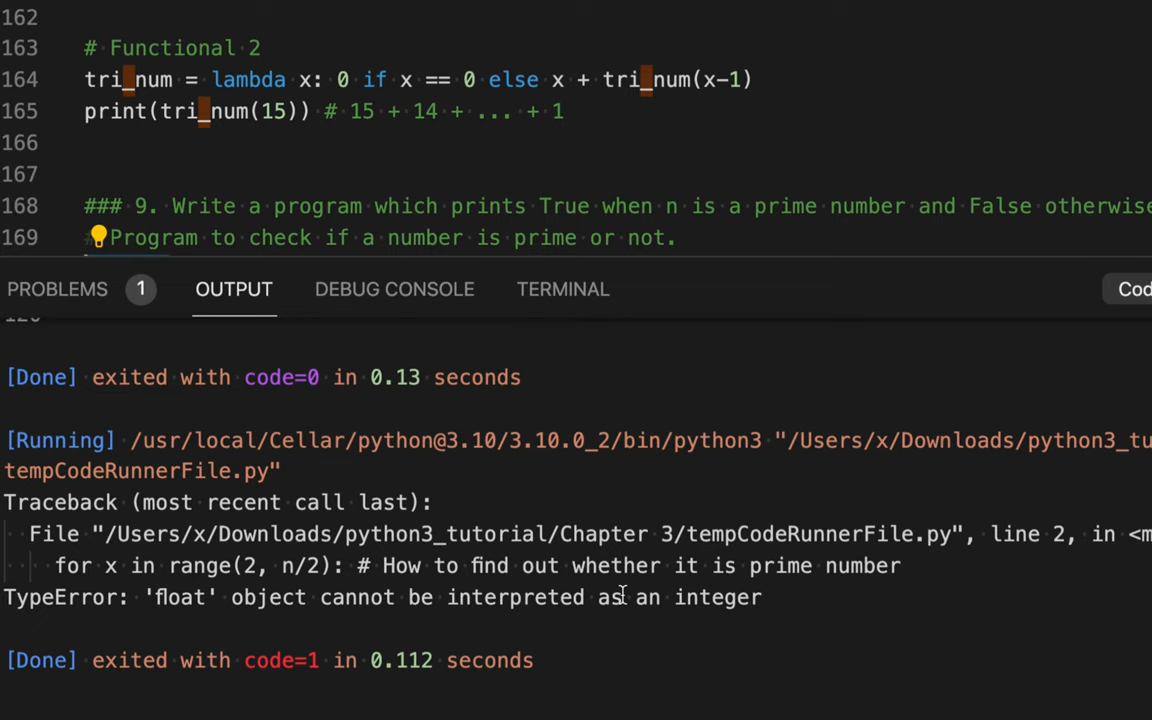 162
163 # Functional 2
164 tri_num = lambda x: 0 if x == 0 else x + tri_num(x-1)
165 print(tri_num(15)) # 15 + 14 + ... + 1
166
167
168 ### 9. Write a program which prints True when n is a prime number and False otherwise
169 Program to check if a number is prime or not.
PROBLEMS 1 OUTPUT DEBUG CONSOLE TERMINAL Cod
120
[Done] exited with code=0 in 0.13 seconds
[Running] /usr/local/Cellar/python@3.10/3.10.0_2/bin/python3 "/Users/x/Downloads/python3_tu
tempCodeRunnerFile.py"
Traceback (most recent call last):
File "/Users/x/Downloads/python3_tutorial/Chapter 3/tempCodeRunnerFile.py", line 2, in <m
for x in range(2, n/2): # How to find out whether it is prime number
TypeError: 'float' object cannot be interpreted as an integer
[Done] exited with code=1 in 0.112 seconds